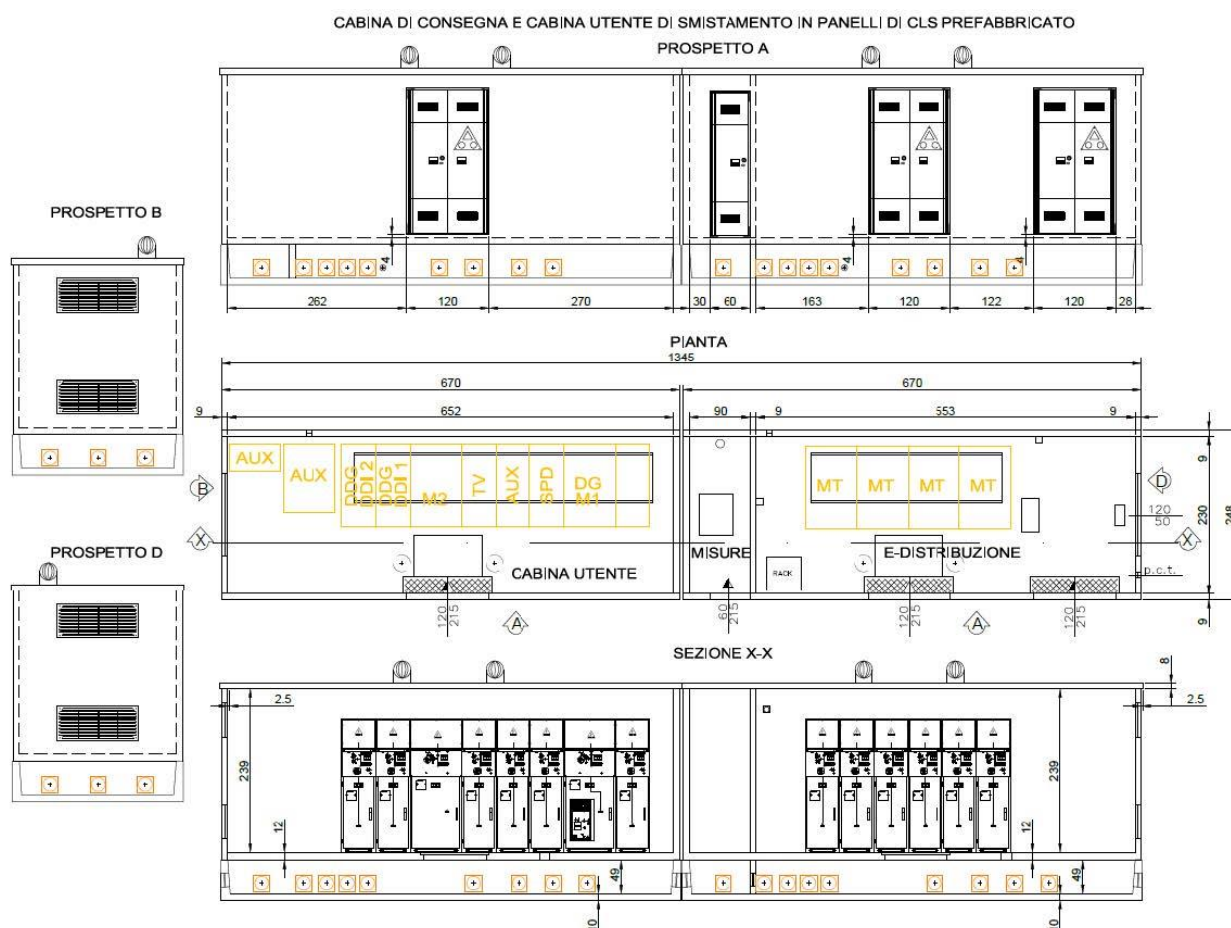 CABINA DI CONSEGNA E CABINA UTENTE DI SMISTAMENTO IN PANELLI DI CLS PREFABBRICATO
PROSPETTO A
4 4 4
262 120 270 30 60 163 120 122 120 28
PROSPETTO B
PIANTA
1345
670 670
9 652 90 9 553 9
AUX AUX DDG DDI 2 DDG DDI 1 M2 TV AUX SPD DG M1 MT MT MT MT
B D
9
230
248
9
120
50
X X
MISURE E-DISTRIBUZIONE
CABINA UTENTE
RACK
p.c.t.
120
215
60
215
120
215
120
215
A A
PROSPETTO D
SEZIONE X-X
8
2.5 2.5
239 239
12 12
49 49